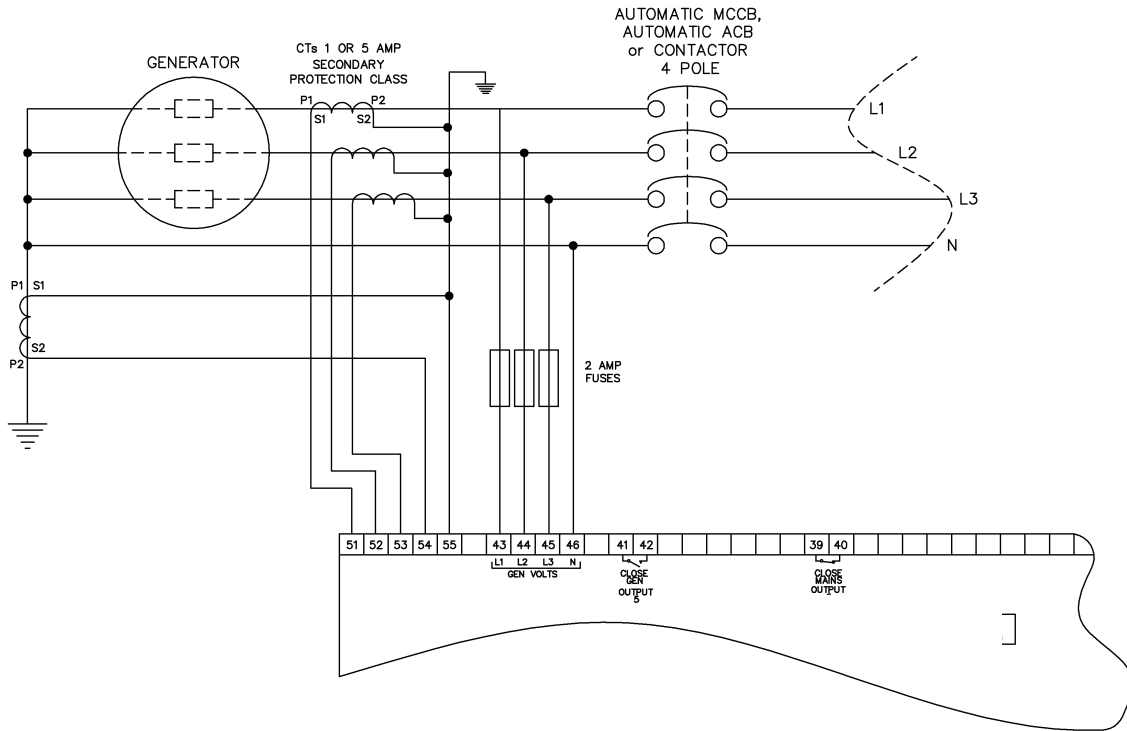 AUTOMATIC MCCB,
AUTOMATIC ACB
or CONTACTOR
4 POLE
CTs 1 OR 5 AMP
SECONDARY
PROTECTION CLASS
GENERATOR
P1
P2
S1
S2
L1
L2
L3
N
P1
S1
S2
P2
2 AMP
FUSES
51
52
53
54
55
43
44
45
46
41
42
39
40
L1
L2
L3
N
GEN VOLTS
CLOSE
GEN
OUTPUT
5
CLOSE
MAINS
OUTPUT